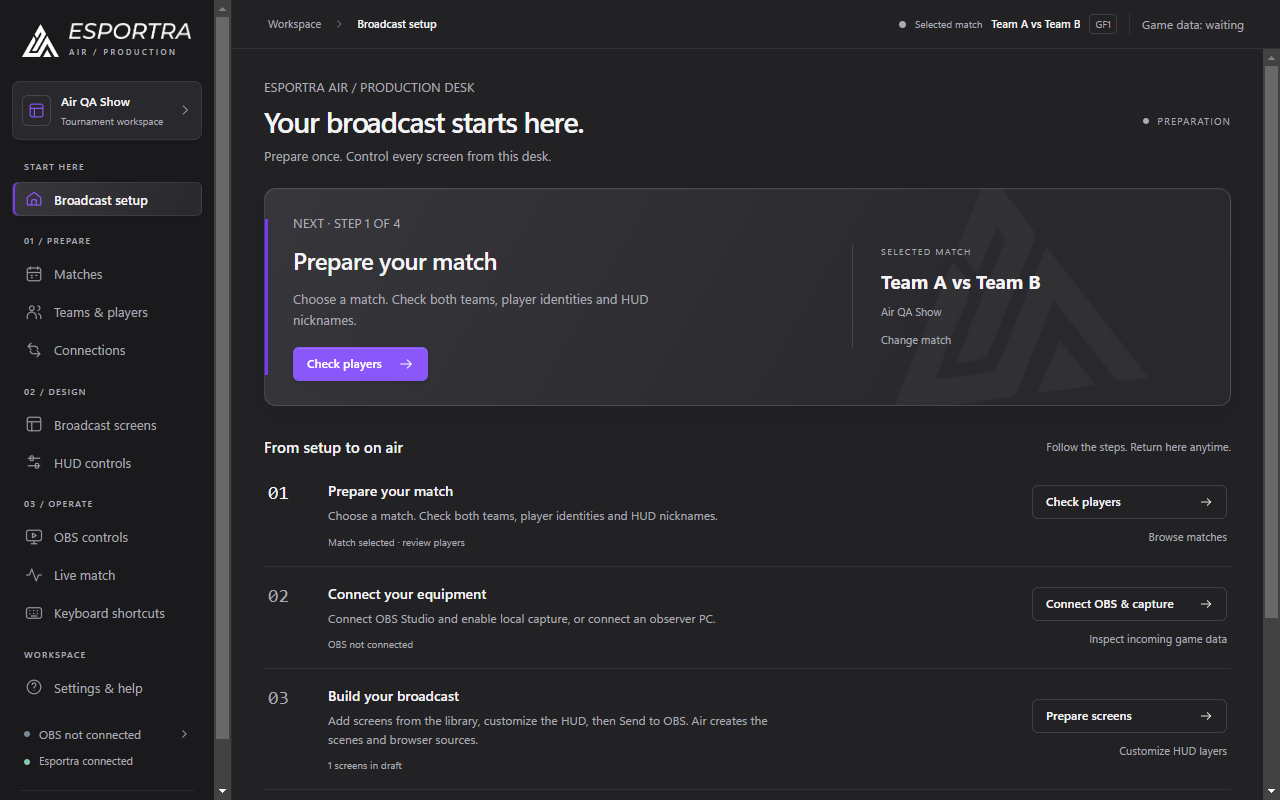 ESPORTRA
AIR / PRODUCTION
Air QA Show
Tournament workspace
START HERE
Broadcast setup
01 / PREPARE
Matches
Teams & players
Connections
02 / DESIGN
Broadcast screens
HUD controls
03 / OPERATE
OBS controls
Live match
Keyboard shortcuts
WORKSPACE
Settings & help
OBS not connected
Esportra connected
Workspace
Broadcast setup
Selected match Team A vs Team B GF1
Game data: waiting
ESPORTRA AIR / PRODUCTION DESK
Your broadcast starts here.
Prepare once. Control every screen from this desk.
PREPARATION
NEXT · STEP 1 OF 4
Prepare your match
Choose a match. Check both teams, player identities and HUD
nicknames.
Check players
SELECTED MATCH
Team A vs Team B
Air QA Show
Change match
From setup to on air
Follow the steps. Return here anytime.
01
Prepare your match
Choose a match. Check both teams, player identities and HUD nicknames.
Match selected · review players
Check players
Browse matches
02
Connect your equipment
Connect OBS Studio and enable local capture, or connect an observer PC.
OBS not connected
Connect OBS & capture
Inspect incoming game data
03
Build your broadcast
Add screens from the library, customize the HUD, then Send to OBS. Air creates the
scenes and browser sources.
1 screens in draft
Prepare screens
Customize HUD layers